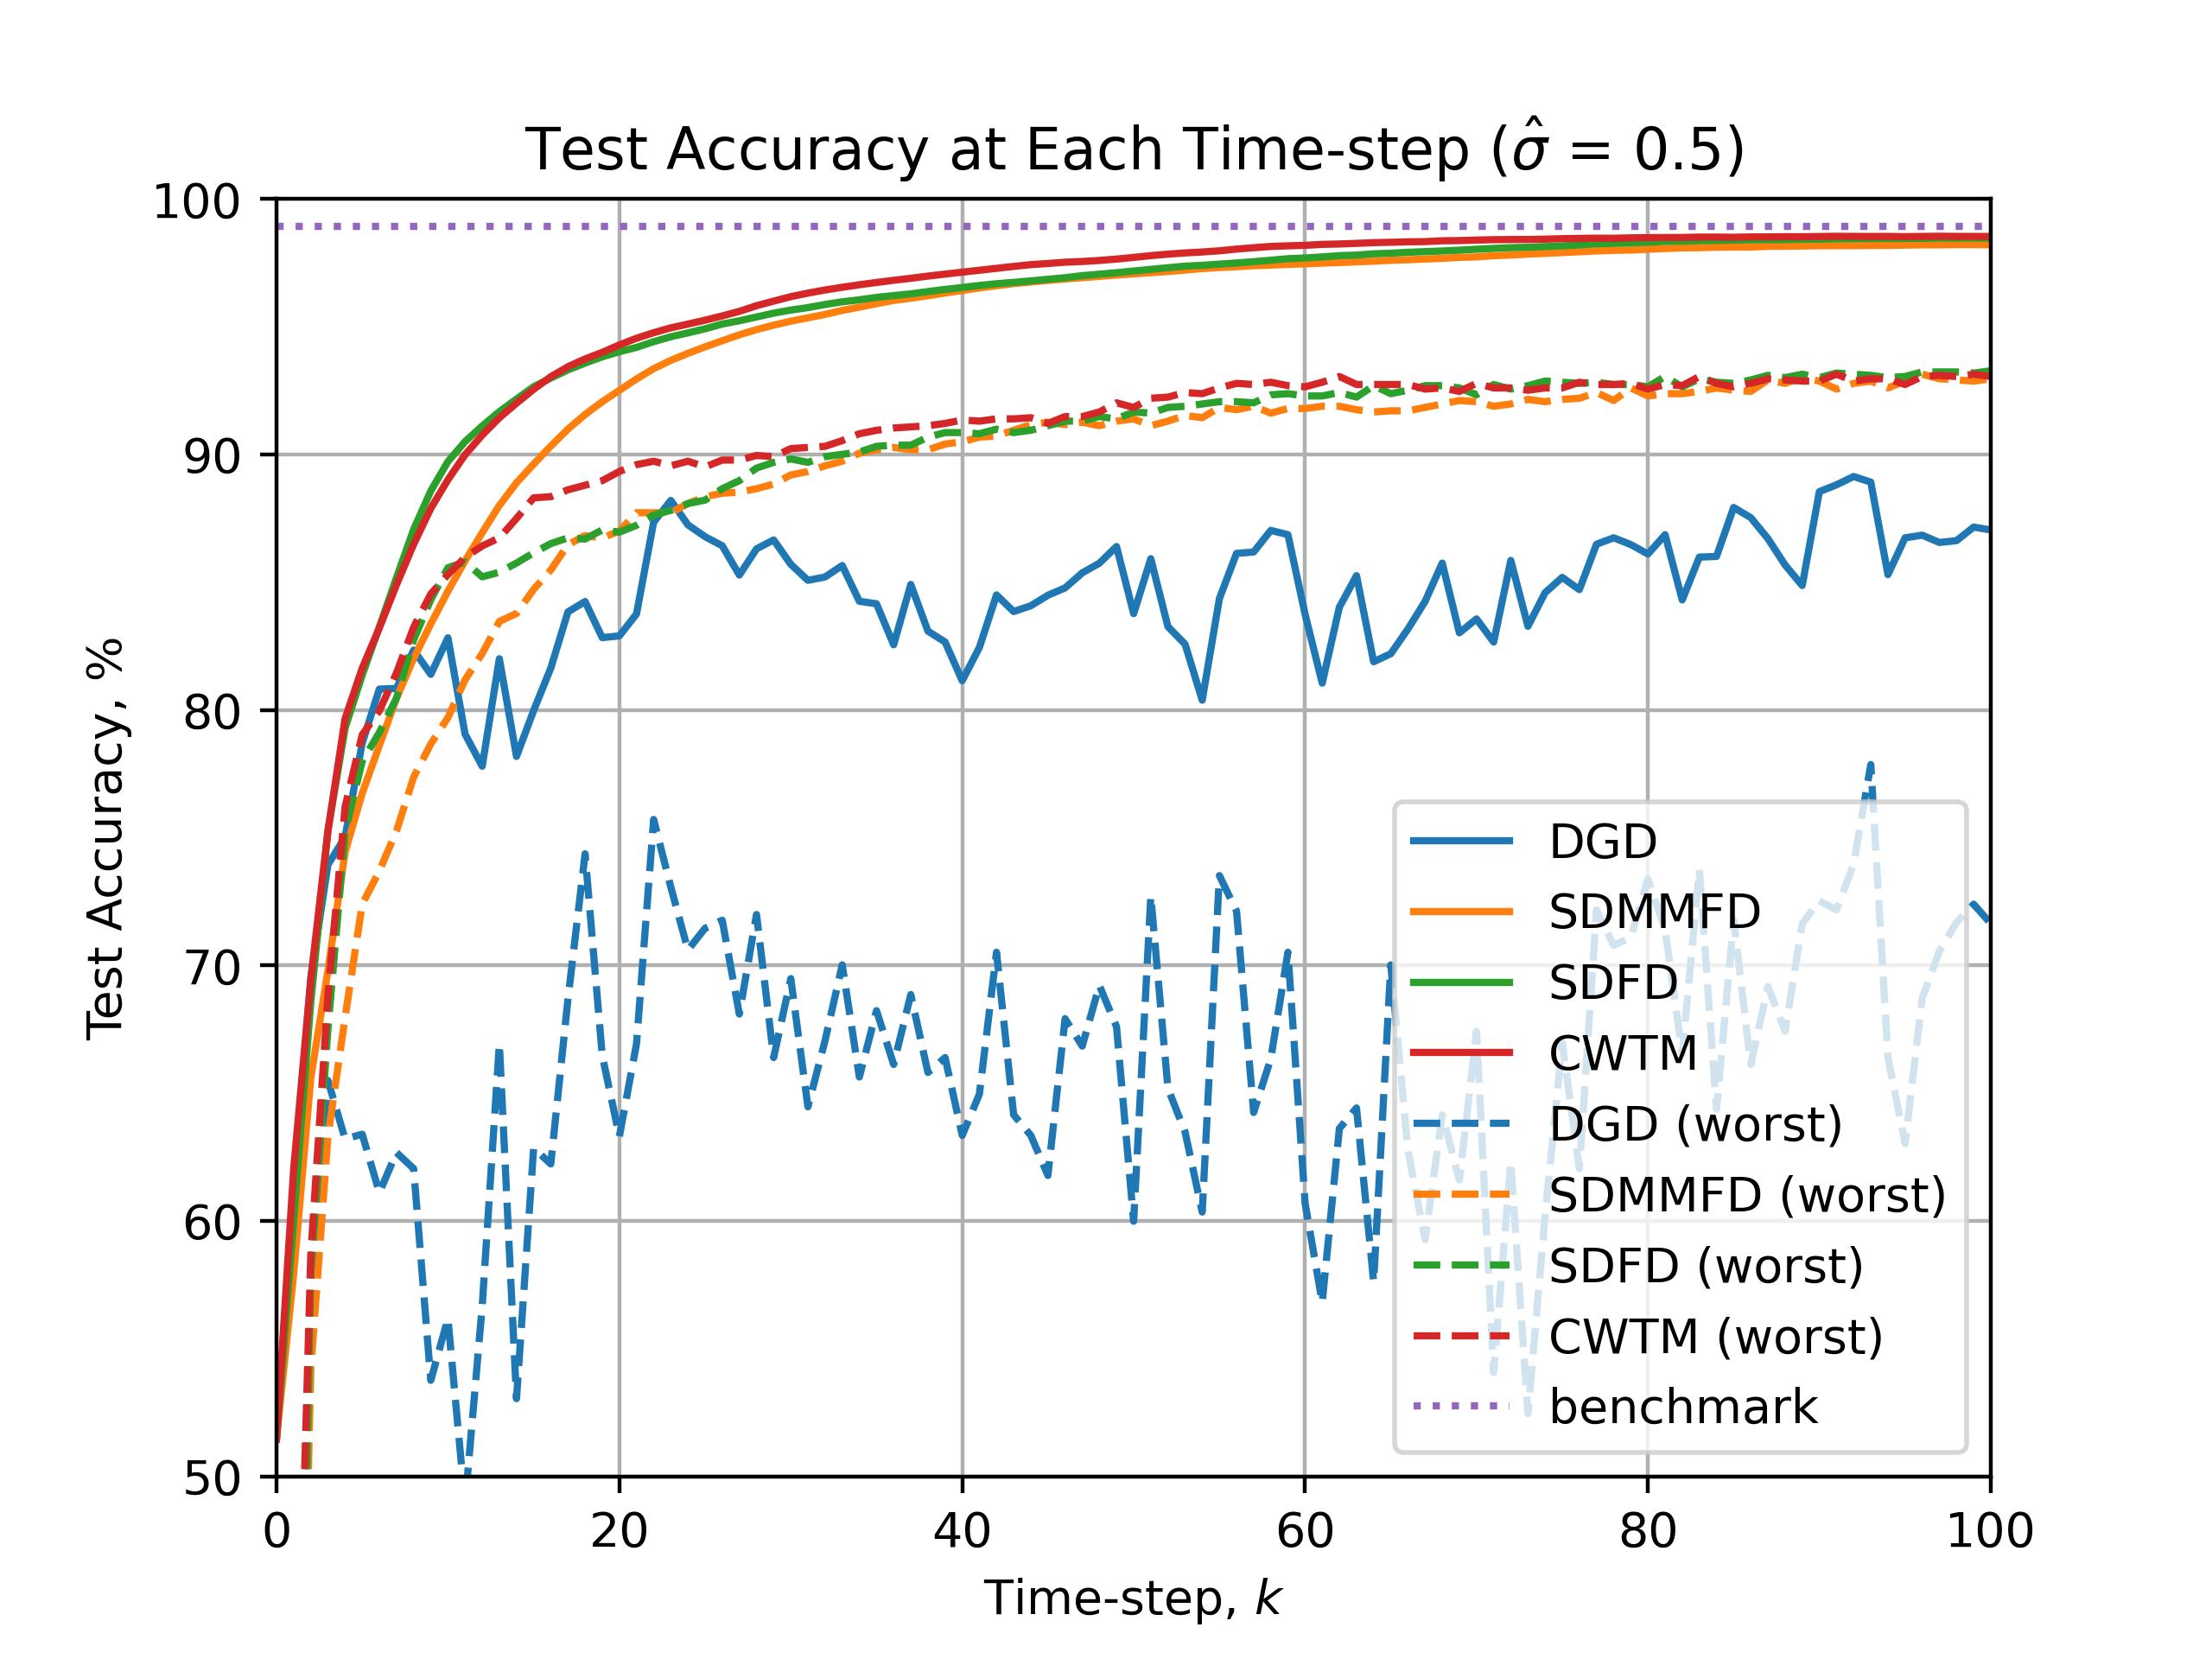 Test Accuracy at Each Time-step (σ̂ = 0.5)
Test Accuracy, %
100
90
80
70
60
50
0 20 40 60 80 100
Time-step, k
DGD
SDMMFD
SDFD
CWTM
DGD (worst)
SDMMFD (worst)
SDFD (worst)
CWTM (worst)
benchmark